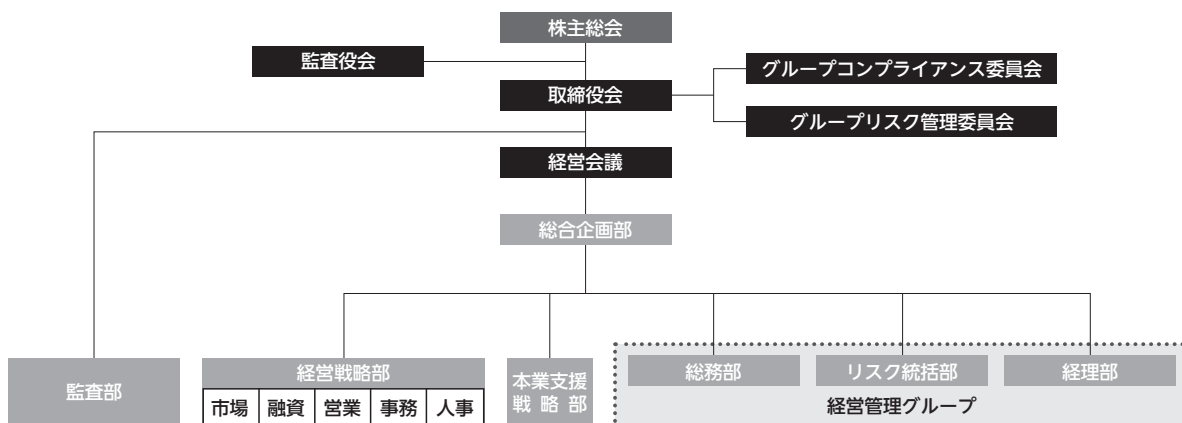 株主総会
監査役会
グループコンプライアンス委員会
取締役会
グループリスク管理委員会
経営会議
総合企画部
監査部
経営戦略部
市場
融資
営業
事務
人事
本業支援
戦略部
総務部
リスク統括部
経理部
経営管理グループ